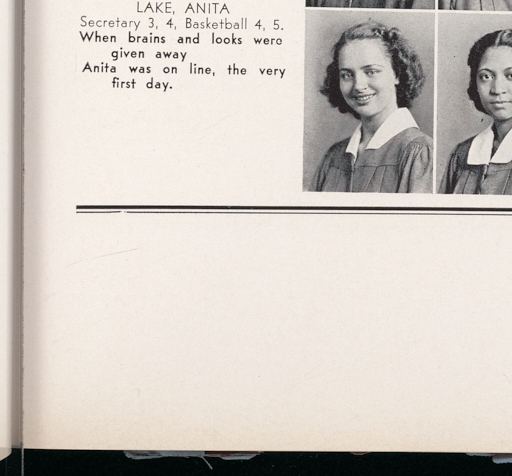 LAKE, ANITA
Secretary 3, 4, Basketball 4, 5.
When brains and looks were
given away
Anita was on line, the very
first day.